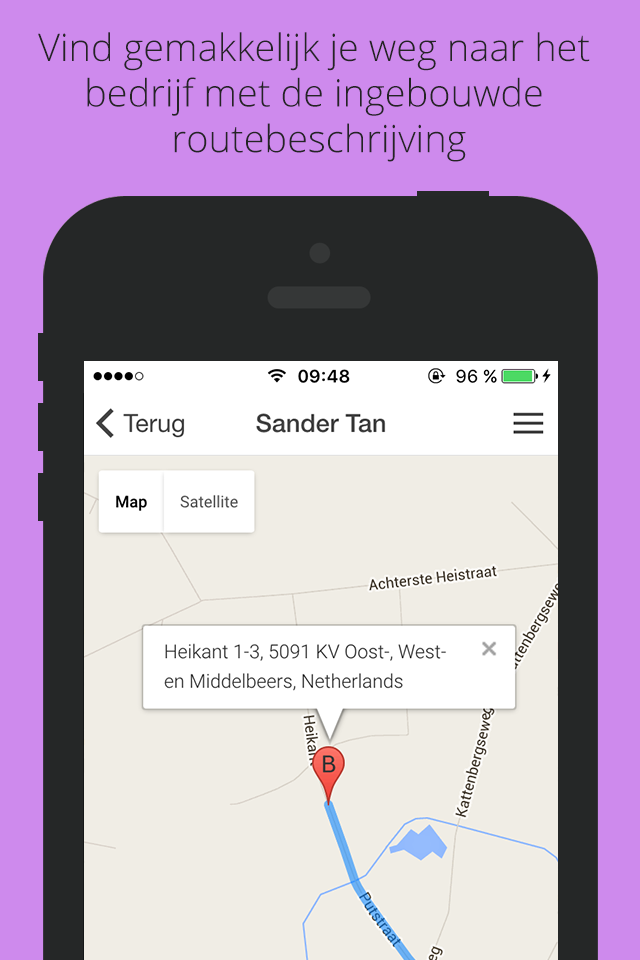 Vind gemakkelijk je weg naar het
bedrijf met de ingebouwde
routebeschrijving
09:48 96 %
Terug Sander Tan
Map Satellite
Achterste Heistraat
Kattenbergseweg
Heikant 1-3, 5091 KV Oost-, West-
en Middelbeers, Netherlands
Heikant
B
Kattenbergseweg
Putstraat